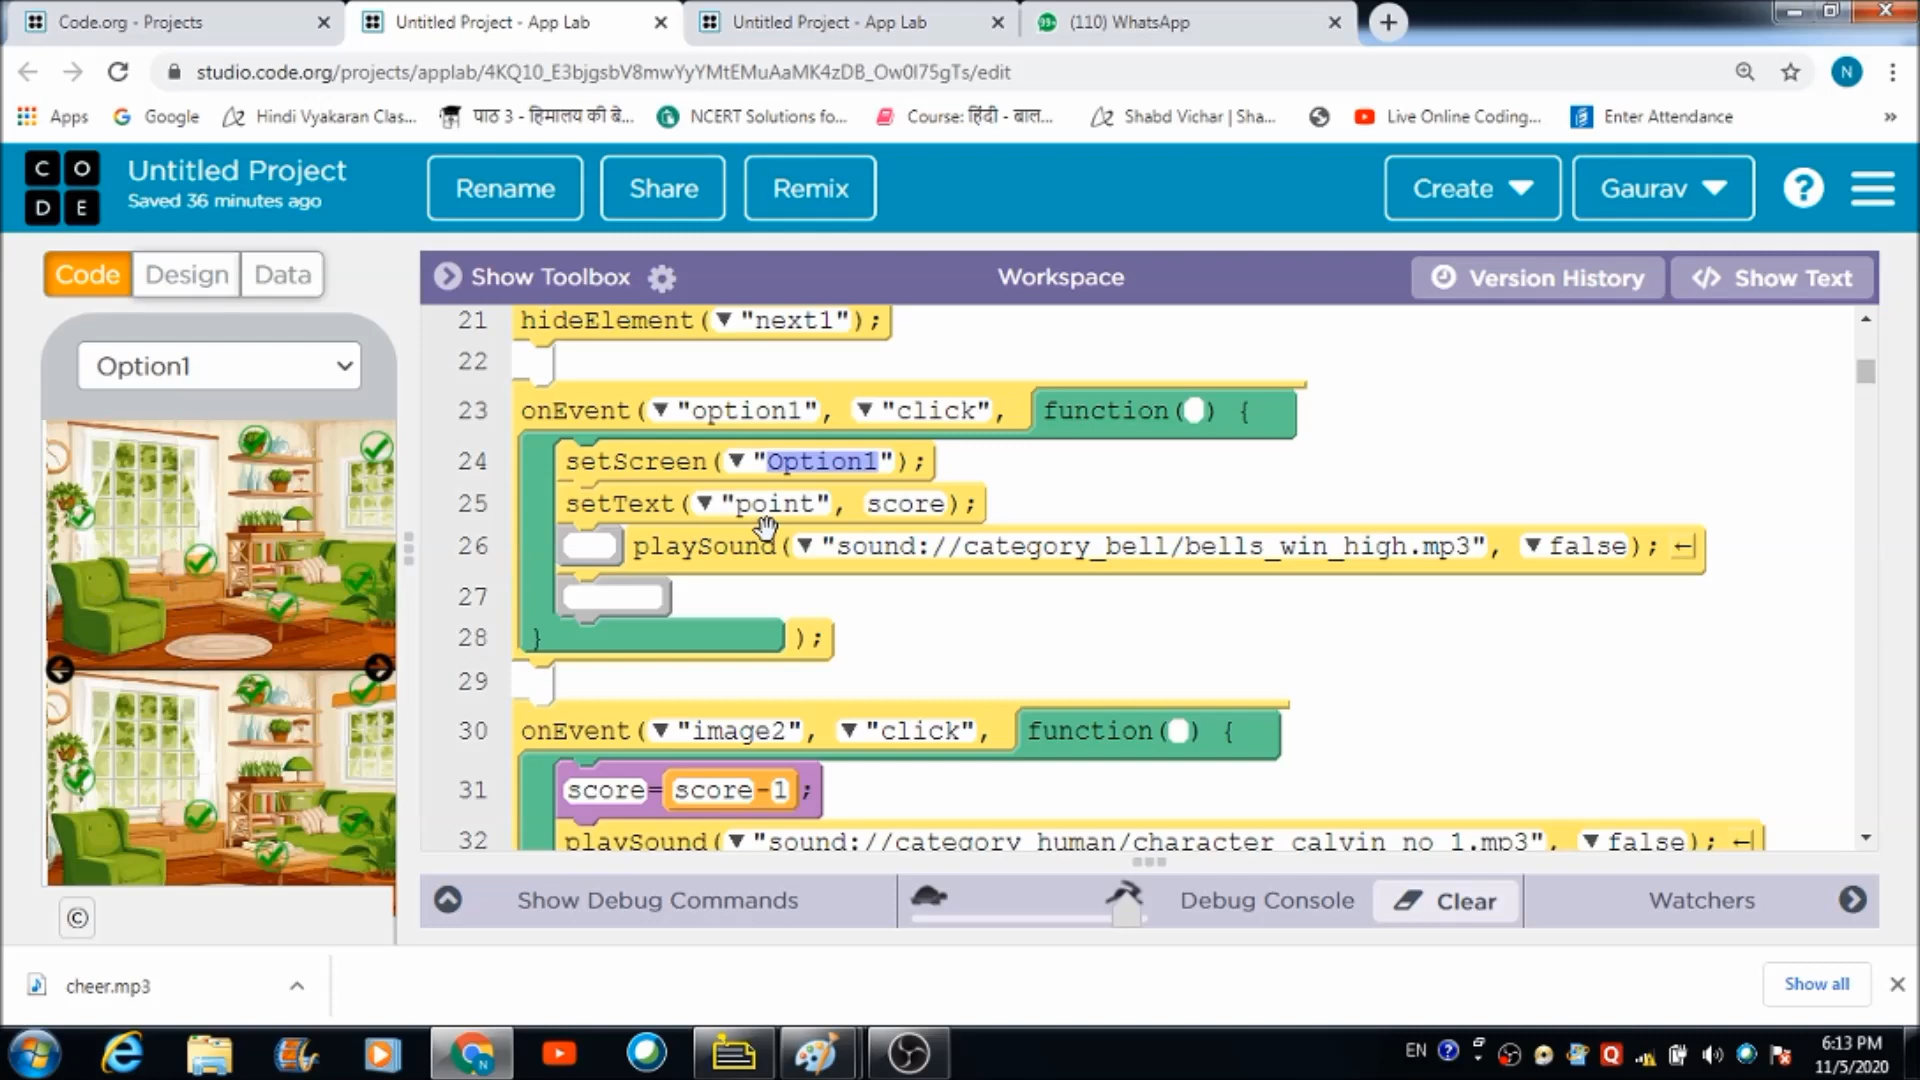 Code.org - Projects
Untitled Project - App Lab
Untitled Project - App Lab
(110) WhatsApp
studio.code.org/projects/applab/4KQ10_E3bjgsbV8mwYyYMtEMuAaMK4zDB_Ow0I75gTs/edit
N
Apps
Google
Hindi Vyakaran Clas...
पाठ 3 - हिमालय की बे...
NCERT Solutions fo...
Course: हिंदी - बाल...
Shabd Vichar | Sha...
Live Online Coding...
Enter Attendance
»
C O
D E
Untitled Project
Saved 36 minutes ago
Rename
Share
Remix
Create
Gaurav
?
Code
Design
Data
Show Toolbox
Workspace
Version History
</> Show Text
Option1
21 hideElement("next1");
22
23 onEvent("option1", "click", function() {
24 setScreen("Option1");
25 setText("point", score);
26 playSound("sound://category_bell/bells_win_high.mp3", false);
27
28 } );
29
30 onEvent("image2", "click", function() {
31 score=score-1;
32 playSound("sound://category_human/character_calvin_no_1.mp3", false);
©
Show Debug Commands
Debug Console
Clear
Watchers
cheer.mp3
Show all
EN
6:13 PM
11/5/2020